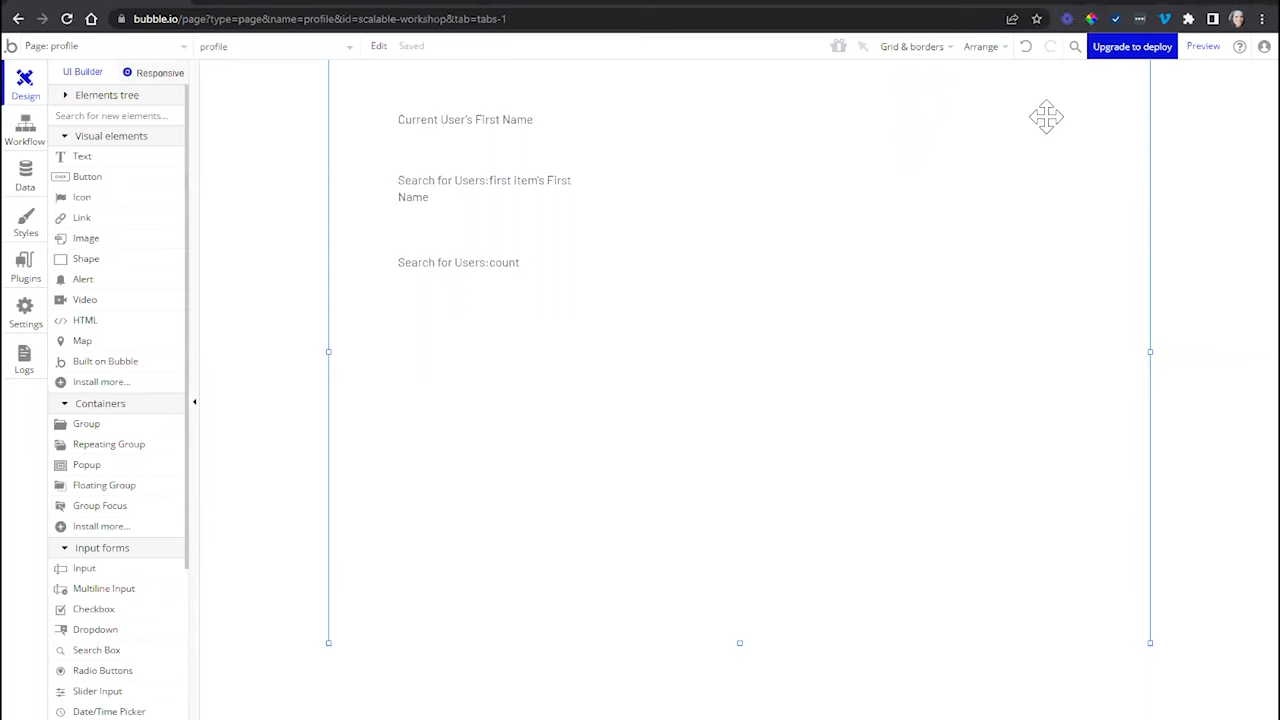 bubble.io/page?type=page&name=profile&id=scalable-workshop&tab=tabs-1
Page: profile
profile
Edit
Saved
Grid & borders
Arrange
Upgrade to deploy
Preview
UI Builder
Responsive
Design
Workflow
Data
Styles
Plugins
Settings
Logs
Elements tree
Search for new elements...
Visual elements
Text
CLICK
Button
Icon
Link
Image
Shape
Alert
Video
HTML
Map
Built on Bubble
Install more...
Containers
Group
Repeating Group
Popup
Floating Group
Group Focus
Install more...
Input forms
Input
Multiline Input
Checkbox
Dropdown
Search Box
Radio Buttons
Slider Input
Date/Time Picker
Current User's First Name
Search for Users:first item's First
Name
Search for Users:count